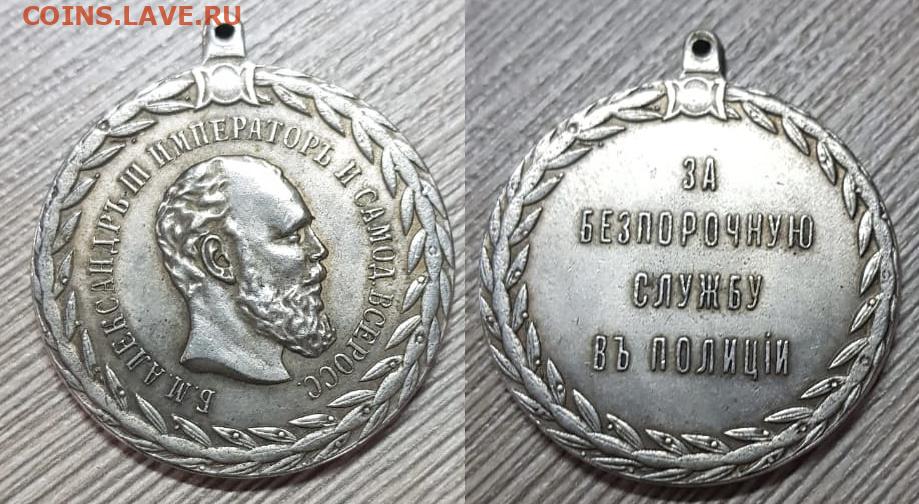 COINS.LAVE.RU
Б.М.АЛЕКСАНДРЪ III ИМПЕРАТОРЪ И САМОД.ВСЕРОСС.
ЗА
БЕЗПОРОЧНУЮ
СЛУЖБУ
ВЪ ПОЛИЦІИ